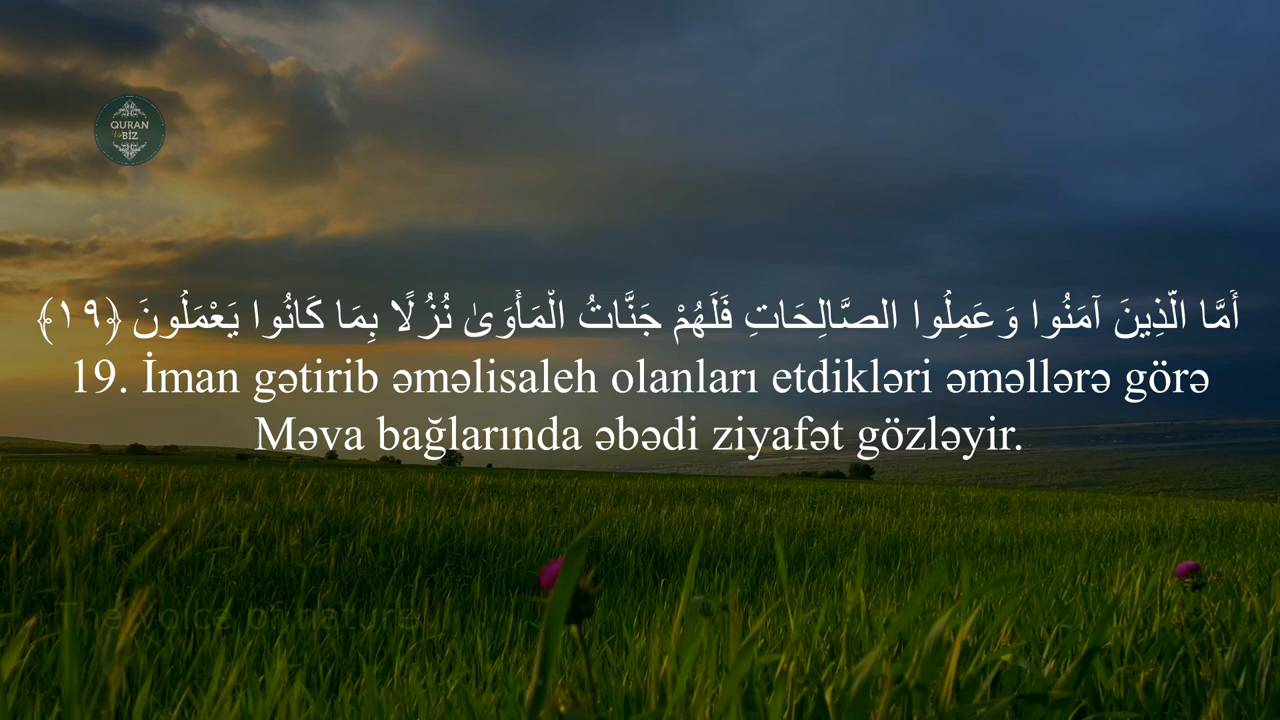 QURAN
və BİZ
أَمَّا الَّذِينَ آمَنُوا وَعَمِلُوا الصَّالِحَاتِ فَلَهُمْ جَنَّاتُ الْمَأْوَىٰ نُزُلًا بِمَا كَانُوا يَعْمَلُونَ ﴿١٩﴾
19. İman gətirib əməlisaleh olanları etdikləri əməllərə görə
Məva bağlarında əbədi ziyafət gözləyir.
The voice of nature